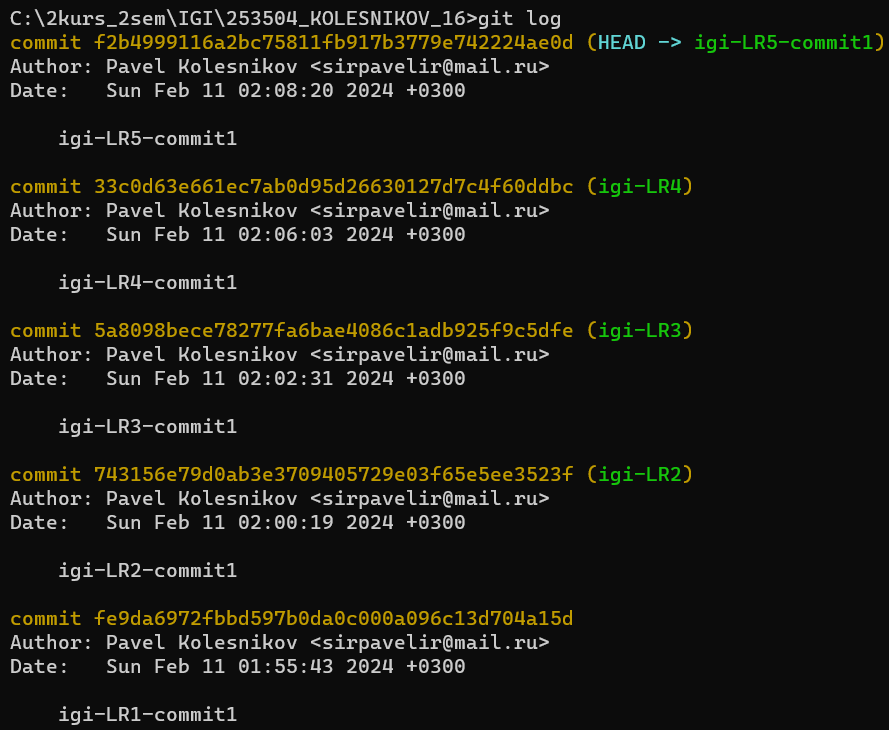 C:\2kurs_2sem\IGI\253504_KOLESNIKOV_16>git log
commit f2b4999116a2bc75811fb917b3779e742224ae0d (HEAD -> igi-LR5-commit1)
Author: Pavel Kolesnikov <sirpavelir@mail.ru>
Date:   Sun Feb 11 02:08:20 2024 +0300
igi-LR5-commit1
commit 33c0d63e661ec7ab0d95d26630127d7c4f60ddbc (igi-LR4)
Author: Pavel Kolesnikov <sirpavelir@mail.ru>
Date:   Sun Feb 11 02:06:03 2024 +0300
igi-LR4-commit1
commit 5a8098bece78277fa6bae4086c1adb925f9c5dfe (igi-LR3)
Author: Pavel Kolesnikov <sirpavelir@mail.ru>
Date:   Sun Feb 11 02:02:31 2024 +0300
igi-LR3-commit1
commit 743156e79d0ab3e3709405729e03f65e5ee3523f (igi-LR2)
Author: Pavel Kolesnikov <sirpavelir@mail.ru>
Date:   Sun Feb 11 02:00:19 2024 +0300
igi-LR2-commit1
commit fe9da6972fbbd597b0da0c000a096c13d704a15d
Author: Pavel Kolesnikov <sirpavelir@mail.ru>
Date:   Sun Feb 11 01:55:43 2024 +0300
igi-LR1-commit1